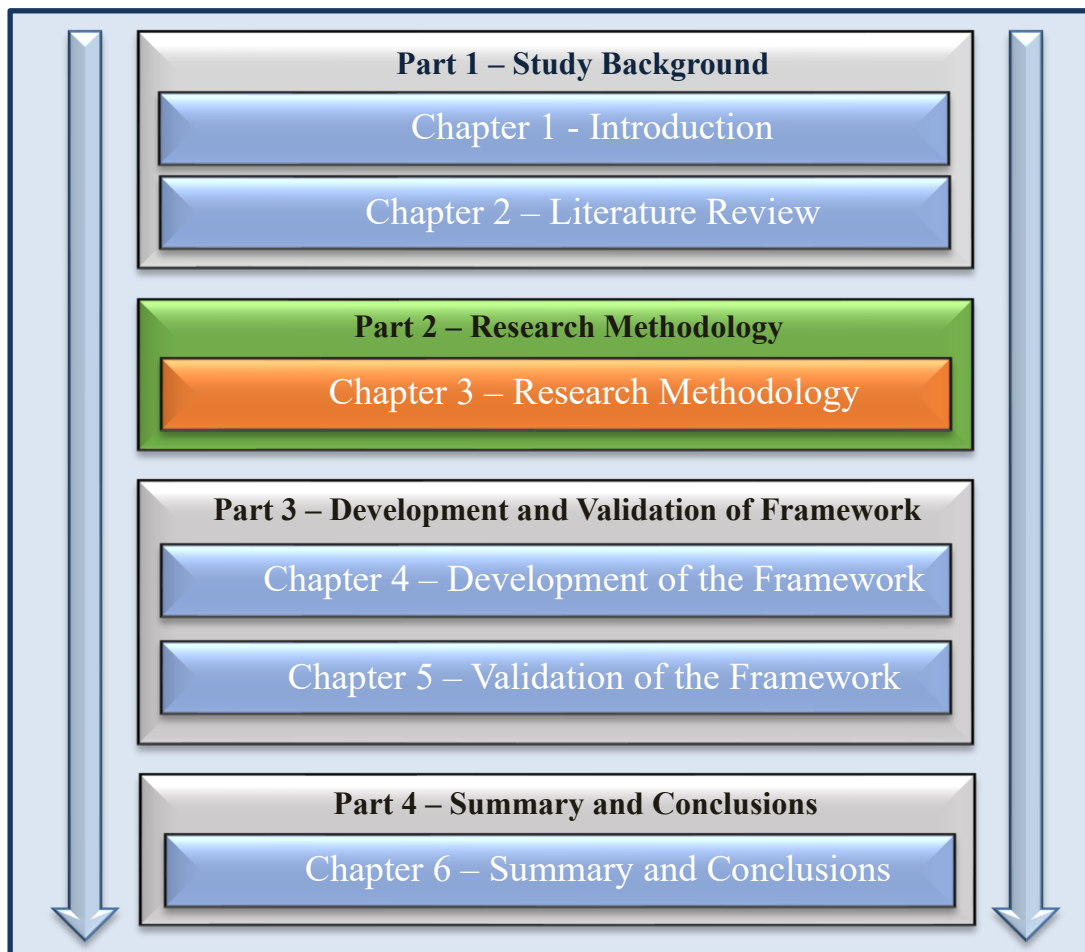 Part 1 – Study Background
Chapter 1 - Introduction
Chapter 2 – Literature Review
Part 2 – Research Methodology
Chapter 3 – Research Methodology
Part 3 – Development and Validation of Framework
Chapter 4 – Development of the Framework
Chapter 5 – Validation of the Framework
Part 4 – Summary and Conclusions
Chapter 6 – Summary and Conclusions